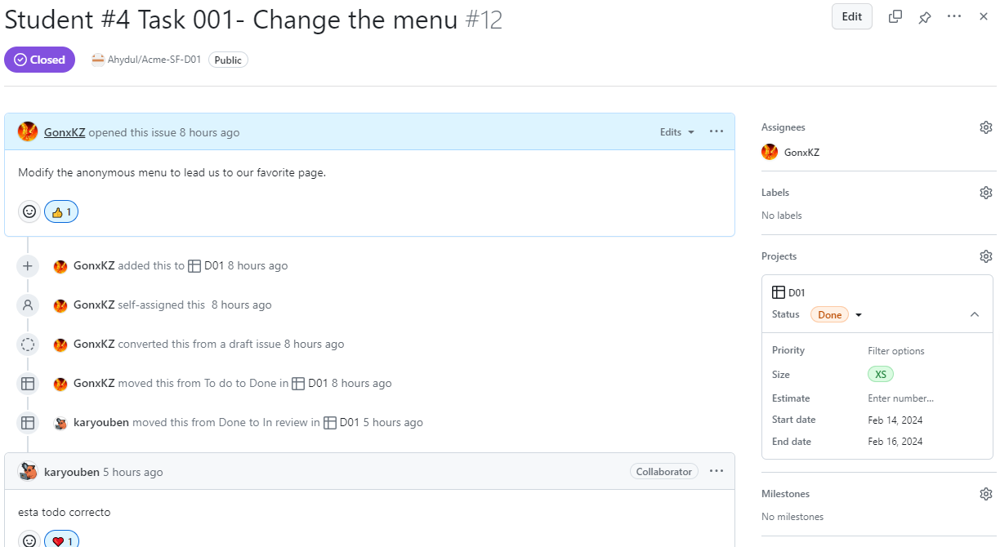 Student #4 Task 001- Change the menu #12
Edit
Closed
Ahydul/Acme-SF-D01
Public
GonxKZ opened this issue 8 hours ago
Edits
Modify the anonymous menu to lead us to our favorite page.
👍 1
GonxKZ added this to D01 8 hours ago
GonxKZ self-assigned this 8 hours ago
GonxKZ converted this from a draft issue 8 hours ago
GonxKZ moved this from To do to Done in D01 8 hours ago
karyouben moved this from Done to In review in D01 5 hours ago
karyouben 5 hours ago
Collaborator
esta todo correcto
❤️ 1
Assignees
GonxKZ
Labels
No labels
Projects
D01
Status Done
Priority Filter options
Size XS
Estimate Enter number...
Start date Feb 14, 2024
End date Feb 16, 2024
Milestones
No milestones